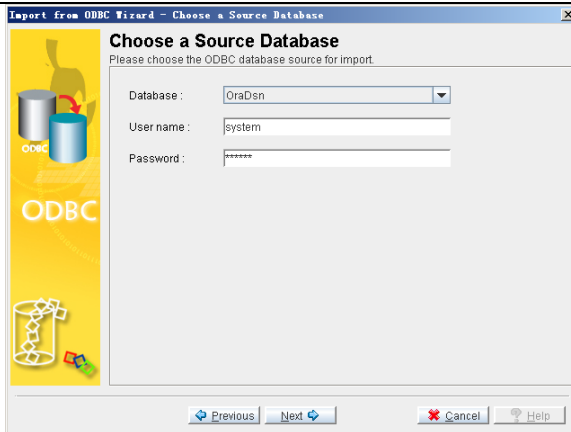 Import from ODBC Wizard - Choose a Source Database
Choose a Source Database
Please choose the ODBC database source for import.
Database : OraDsn
User name : system
Password : ******
ODBC
ODBC
Previous Next Cancel Help